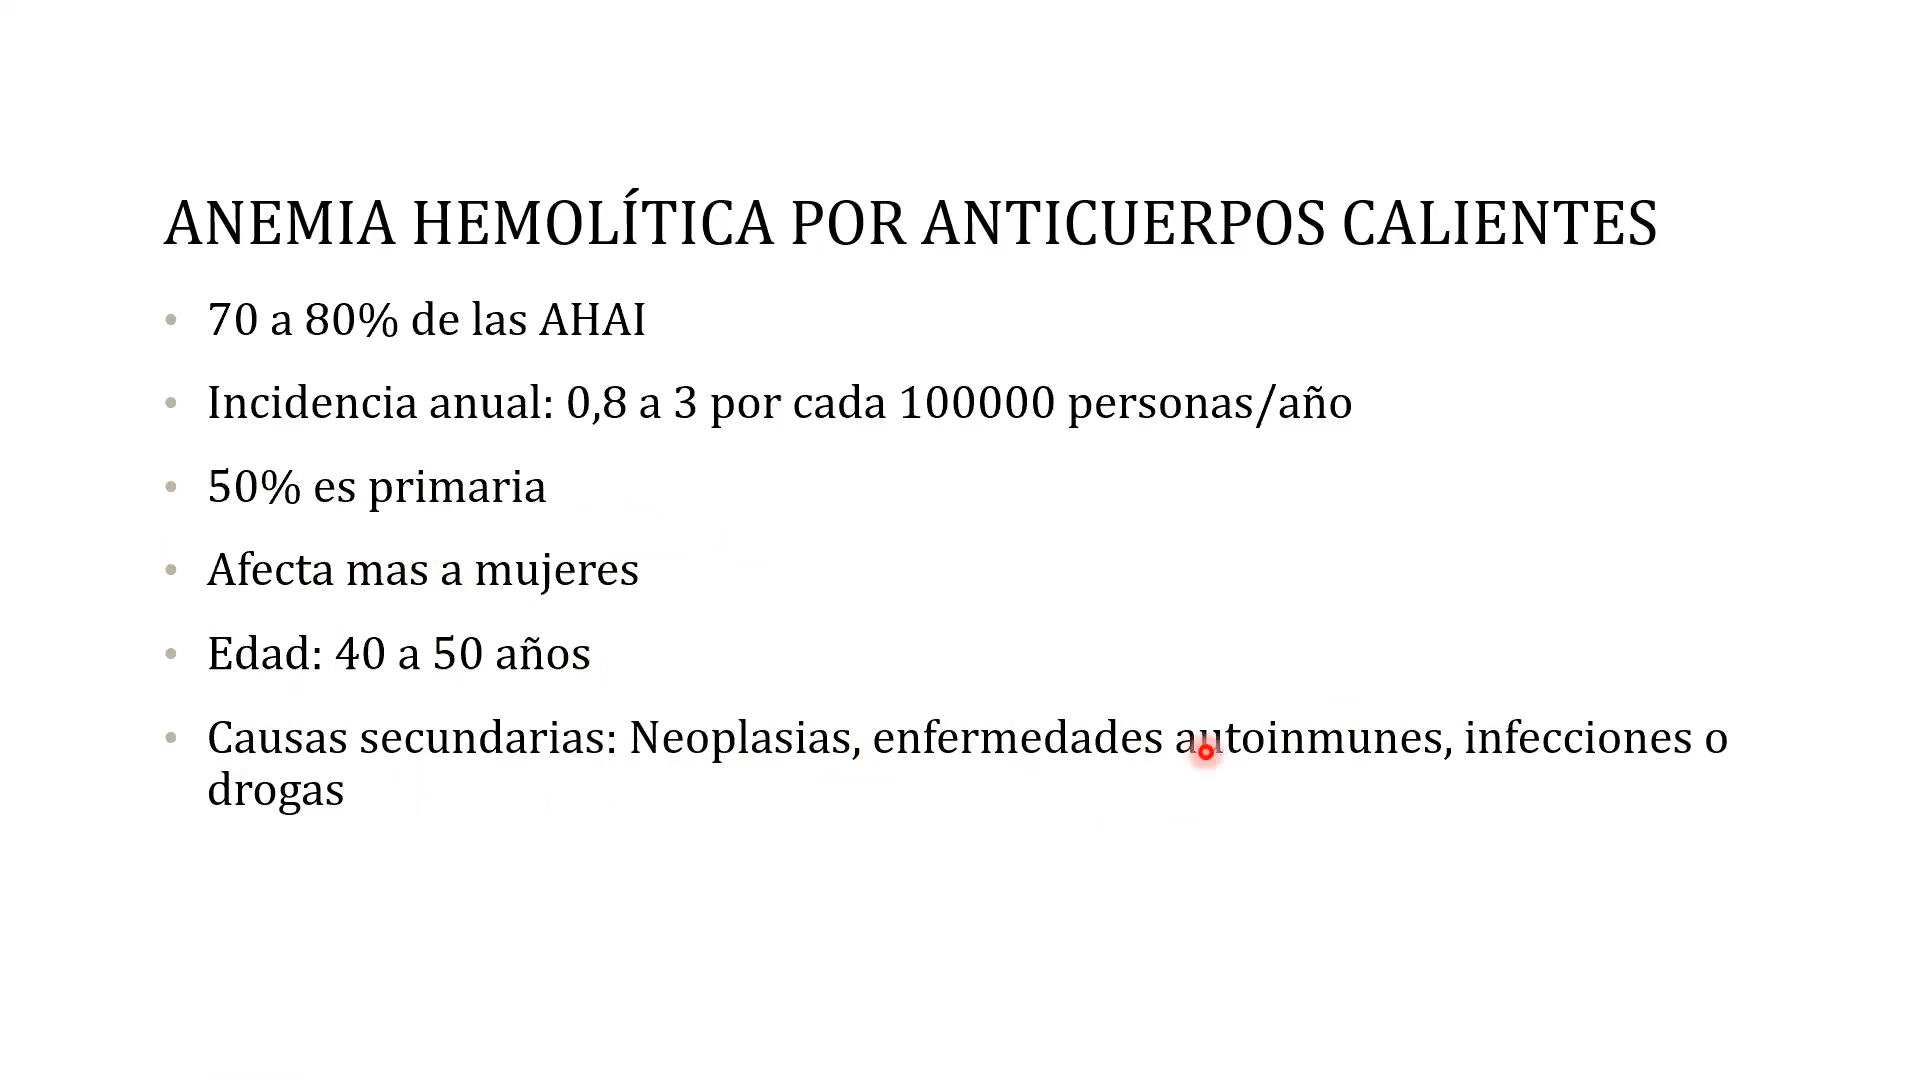 ANEMIA HEMOLÍTICA POR ANTICUERPOS CALIENTES
• 70 a 80% de las AHAI
• Incidencia anual: 0,8 a 3 por cada 100000 personas/año
• 50% es primaria
• Afecta mas a mujeres
• Edad: 40 a 50 años
• Causas secundarias: Neoplasias, enfermedades autoinmunes, infecciones o
drogas